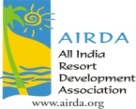 AIRDA
All India
Resort
Development
Association
www.airda.org